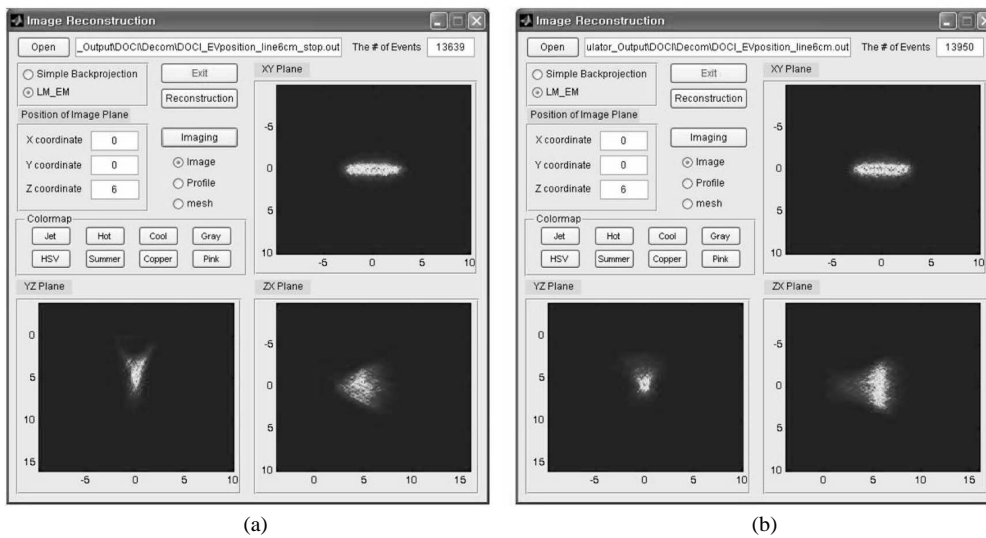 Image Reconstruction
Open _Output\DOCI\Decom\DOCI_EVposition_line6cm_stop.out The # of Events 13639
Simple Backprojection
LM_EM
Exit
Reconstruction
Position of Image Plane
X coordinate 0
Y coordinate 0
Z coordinate 6
Imaging
Image
Profile
mesh
Colormap
Jet Hot Cool Gray
HSV Summer Copper Pink
XY Plane
-5
0
5
10
-5 0 5 10
YZ Plane
0
5
10
15
-5 0 5 10
ZX Plane
-5
0
5
10
0 5 10 15
(a)
Image Reconstruction
Open ulator_Output\DOCI\Decom\DOCI_EVposition_line6cm.out The # of Events 13950
Simple Backprojection
LM_EM
Exit
Reconstruction
Position of Image Plane
X coordinate 0
Y coordinate 0
Z coordinate 6
Imaging
Image
Profile
mesh
Colormap
Jet Hot Cool Gray
HSV Summer Copper Pink
XY Plane
-5
0
5
10
-5 0 5 10
YZ Plane
0
5
10
15
-5 0 5 10
ZX Plane
-5
0
5
10
0 5 10 15
(b)